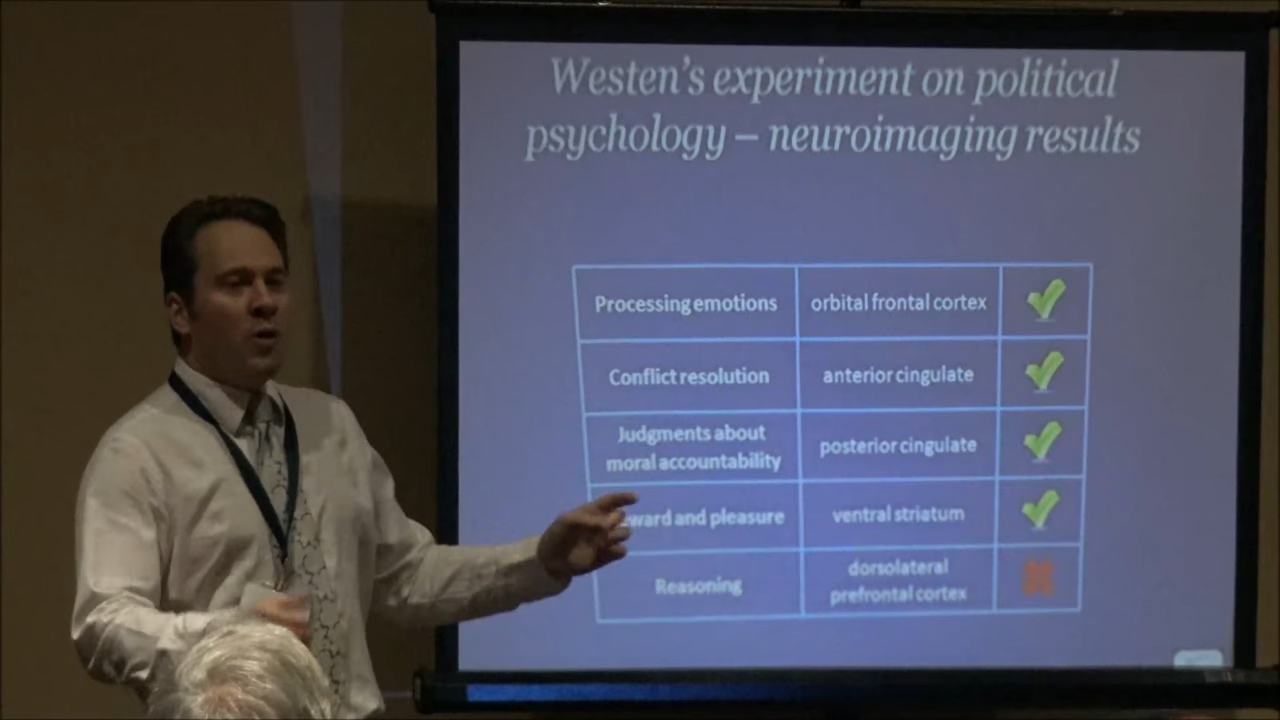 Westen's experiment on political
psychology – neuroimaging results
Processing emotions
orbital frontal cortex
Conflict resolution
anterior cingulate
Judgments about
moral accountability
posterior cingulate
and pleasure
ventral striatum
Reasoning
dorsolateral
prefrontal cortex